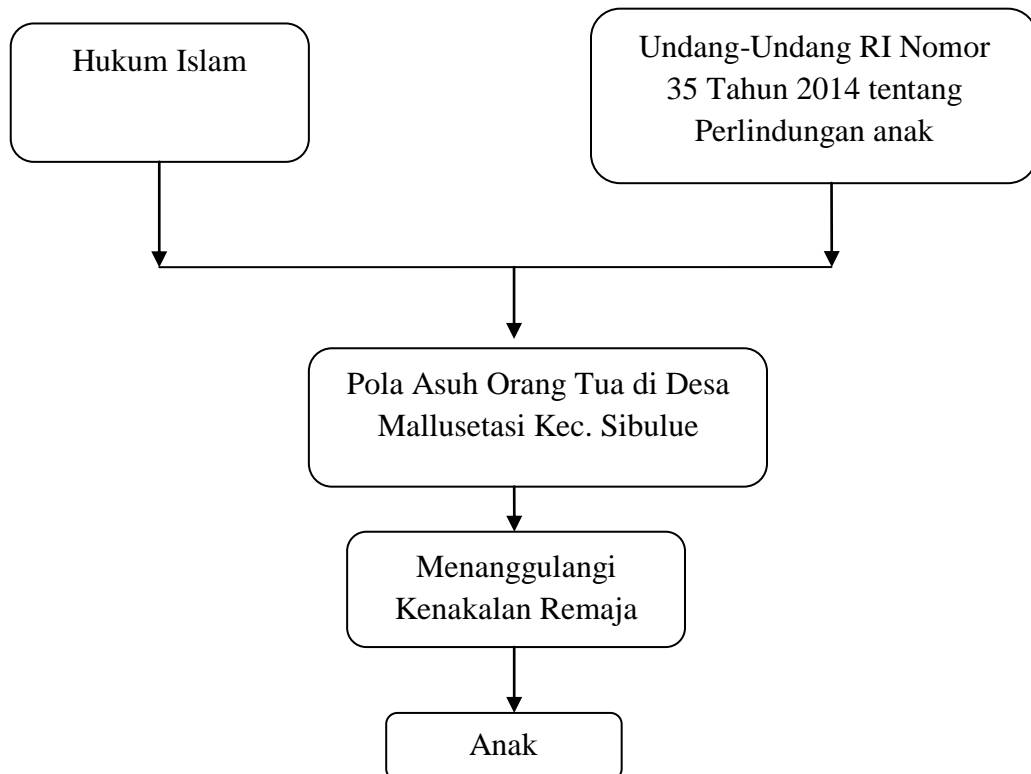 Hukum Islam
Undang-Undang RI Nomor
35 Tahun 2014 tentang
Perlindungan anak
Pola Asuh Orang Tua di Desa
Mallusetasi Kec. Sibulue
Menanggulangi
Kenakalan Remaja
Anak